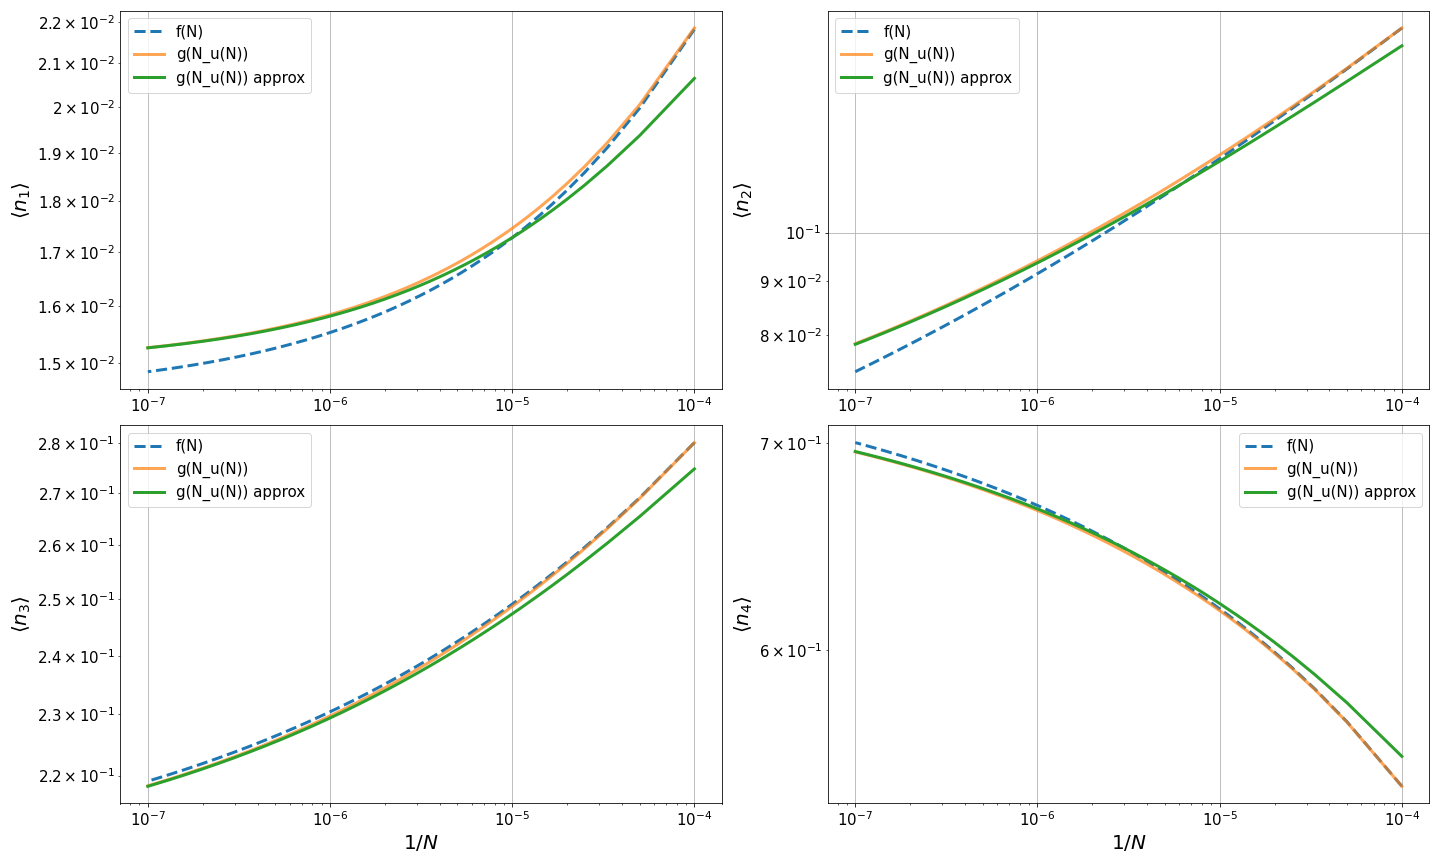 2.2 × 10⁻²
2.1 × 10⁻²
2 × 10⁻²
1.9 × 10⁻²
1.8 × 10⁻²
1.7 × 10⁻²
1.6 × 10⁻²
1.5 × 10⁻²
⟨n₁⟩
f(N)
g(N_u(N))
g(N_u(N)) approx
10⁻⁷ 10⁻⁶ 10⁻⁵ 10⁻⁴
10⁻¹
9 × 10⁻²
8 × 10⁻²
⟨n₂⟩
f(N)
g(N_u(N))
g(N_u(N)) approx
10⁻⁷ 10⁻⁶ 10⁻⁵ 10⁻⁴
2.8 × 10⁻¹
2.7 × 10⁻¹
2.6 × 10⁻¹
2.5 × 10⁻¹
2.4 × 10⁻¹
2.3 × 10⁻¹
2.2 × 10⁻¹
⟨n₃⟩
f(N)
g(N_u(N))
g(N_u(N)) approx
10⁻⁷ 10⁻⁶ 10⁻⁵ 10⁻⁴
1/N
7 × 10⁻¹
6 × 10⁻¹
⟨n₄⟩
f(N)
g(N_u(N))
g(N_u(N)) approx
10⁻⁷ 10⁻⁶ 10⁻⁵ 10⁻⁴
1/N